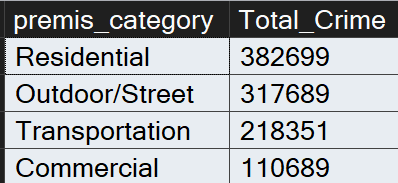 premis_category Total_Crime
Residential 382699
Outdoor/Street 317689
Transportation 218351
Commercial 110689